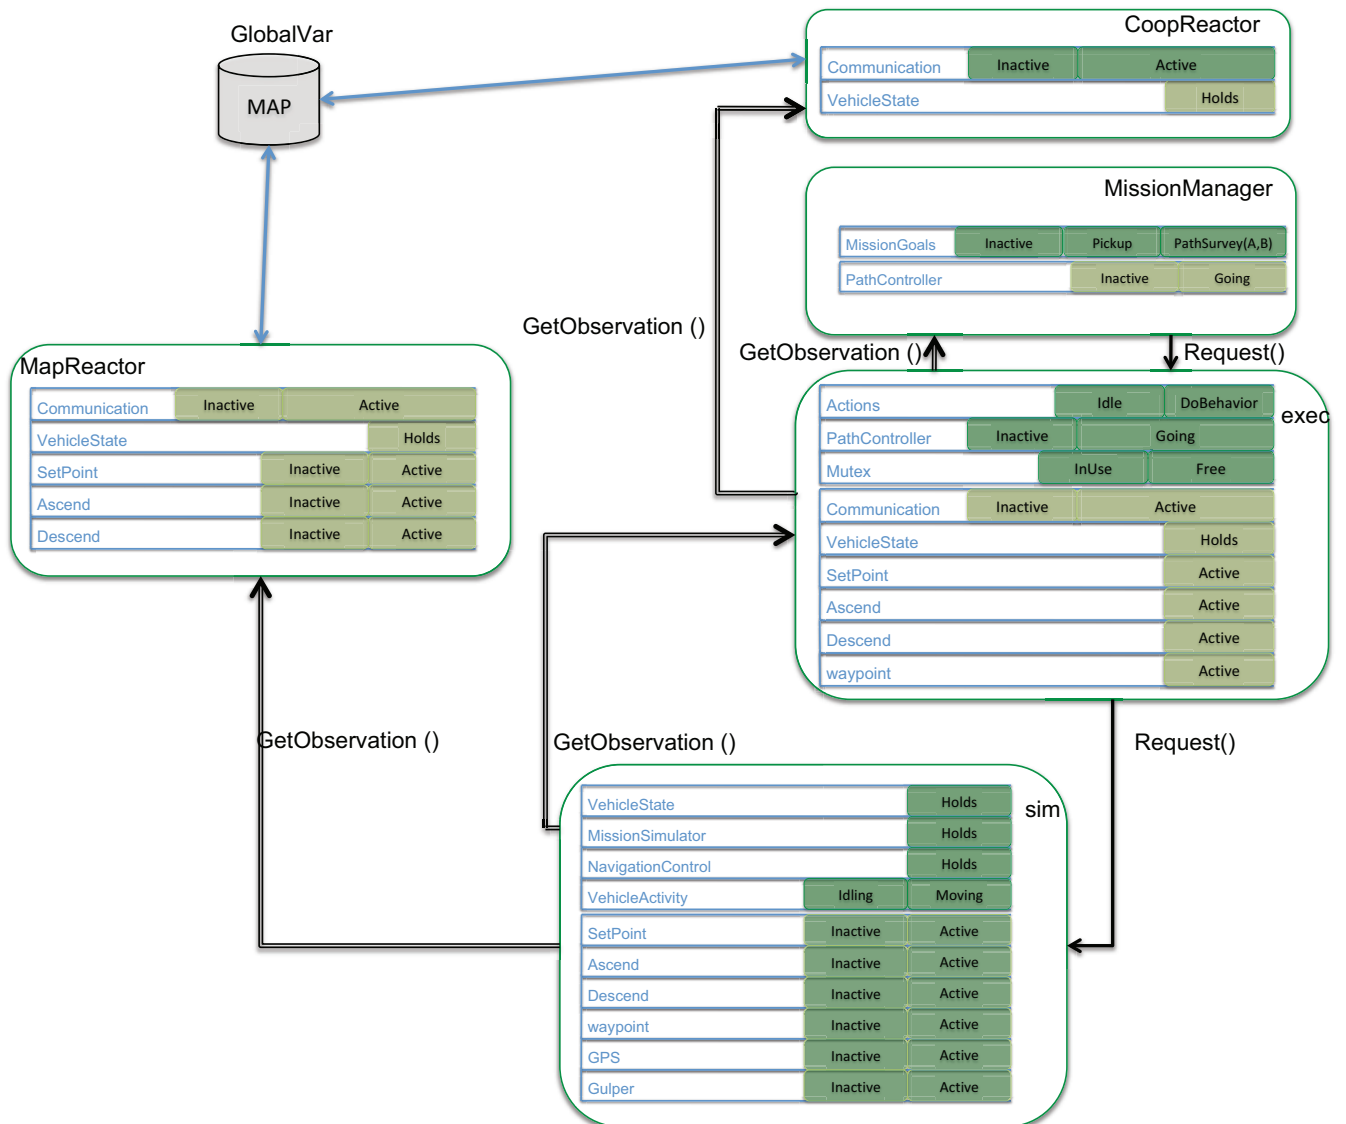 GlobalVar
MAP
CoopReactor
Communication Inactive Active
VehicleState Holds
MissionManager
MissionGoals Inactive Pickup PathSurvey(A,B)
PathController Inactive Going
GetObservation ()
GetObservation ()
Request()
MapReactor
Communication Inactive Active
VehicleState Holds
SetPoint Inactive Active
Ascend Inactive Active
Descend Inactive Active
exec
Actions Idle DoBehavior
PathController Inactive Going
Mutex InUse Free
Communication Inactive Active
VehicleState Holds
SetPoint Active
Ascend Active
Descend Active
waypoint Active
GetObservation ()
GetObservation ()
Request()
sim
VehicleState Holds
MissionSimulator Holds
NavigationControl Holds
VehicleActivity Idling Moving
SetPoint Inactive Active
Ascend Inactive Active
Descend Inactive Active
waypoint Inactive Active
GPS Inactive Active
Gulper Inactive Active